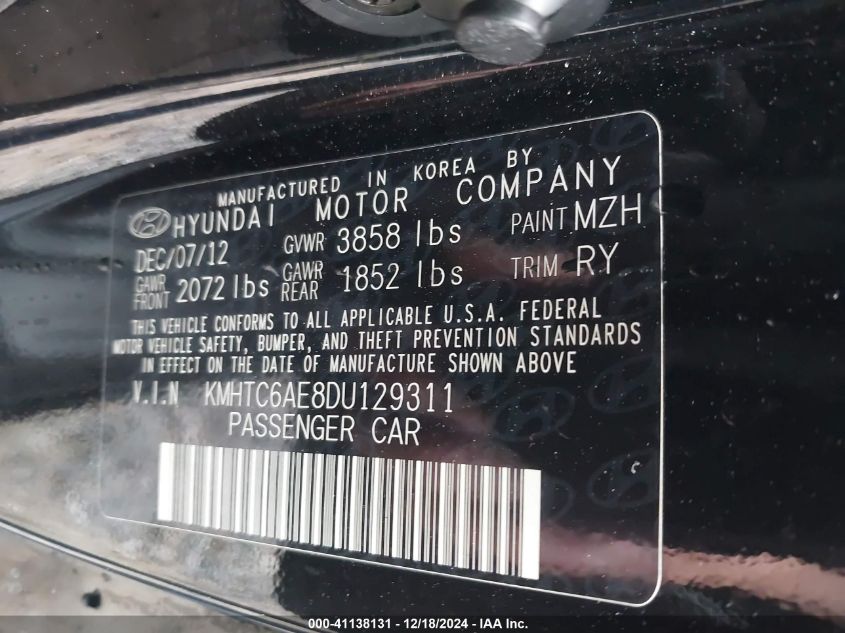 MANUFACTURED IN KOREA BY
HYUNDAI MOTOR COMPANY
DEC/07/12 GVWR 3858 lbs PAINT MZH
GAWR FRONT 2072 lbs GAWR REAR 1852 lbs TRIM RY
THIS VEHICLE CONFORMS TO ALL APPLICABLE U.S.A. FEDERAL
MOTOR VEHICLE SAFETY, BUMPER, AND THEFT PREVENTION STANDARDS
IN EFFECT ON THE DATE OF MANUFACTURE SHOWN ABOVE
V.I.N KMHTC6AE8DU129311
PASSENGER CAR
000-41138131 - 12/18/2024 - IAA Inc.